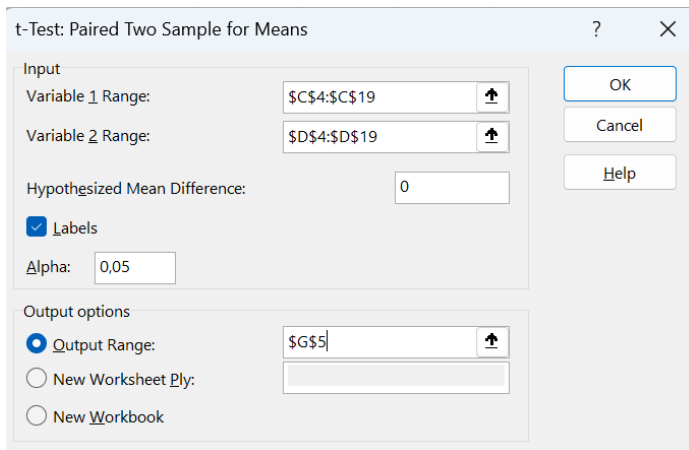 t-Test: Paired Two Sample for Means ?
Input
Variable 1 Range: $C$4:$C$19
Variable 2 Range: $D$4:$D$19
Hypothesized Mean Difference: 0
Labels
Alpha: 0,05
Output options
Output Range: $G$5
New Worksheet Ply:
New Workbook
OK
Cancel
Help